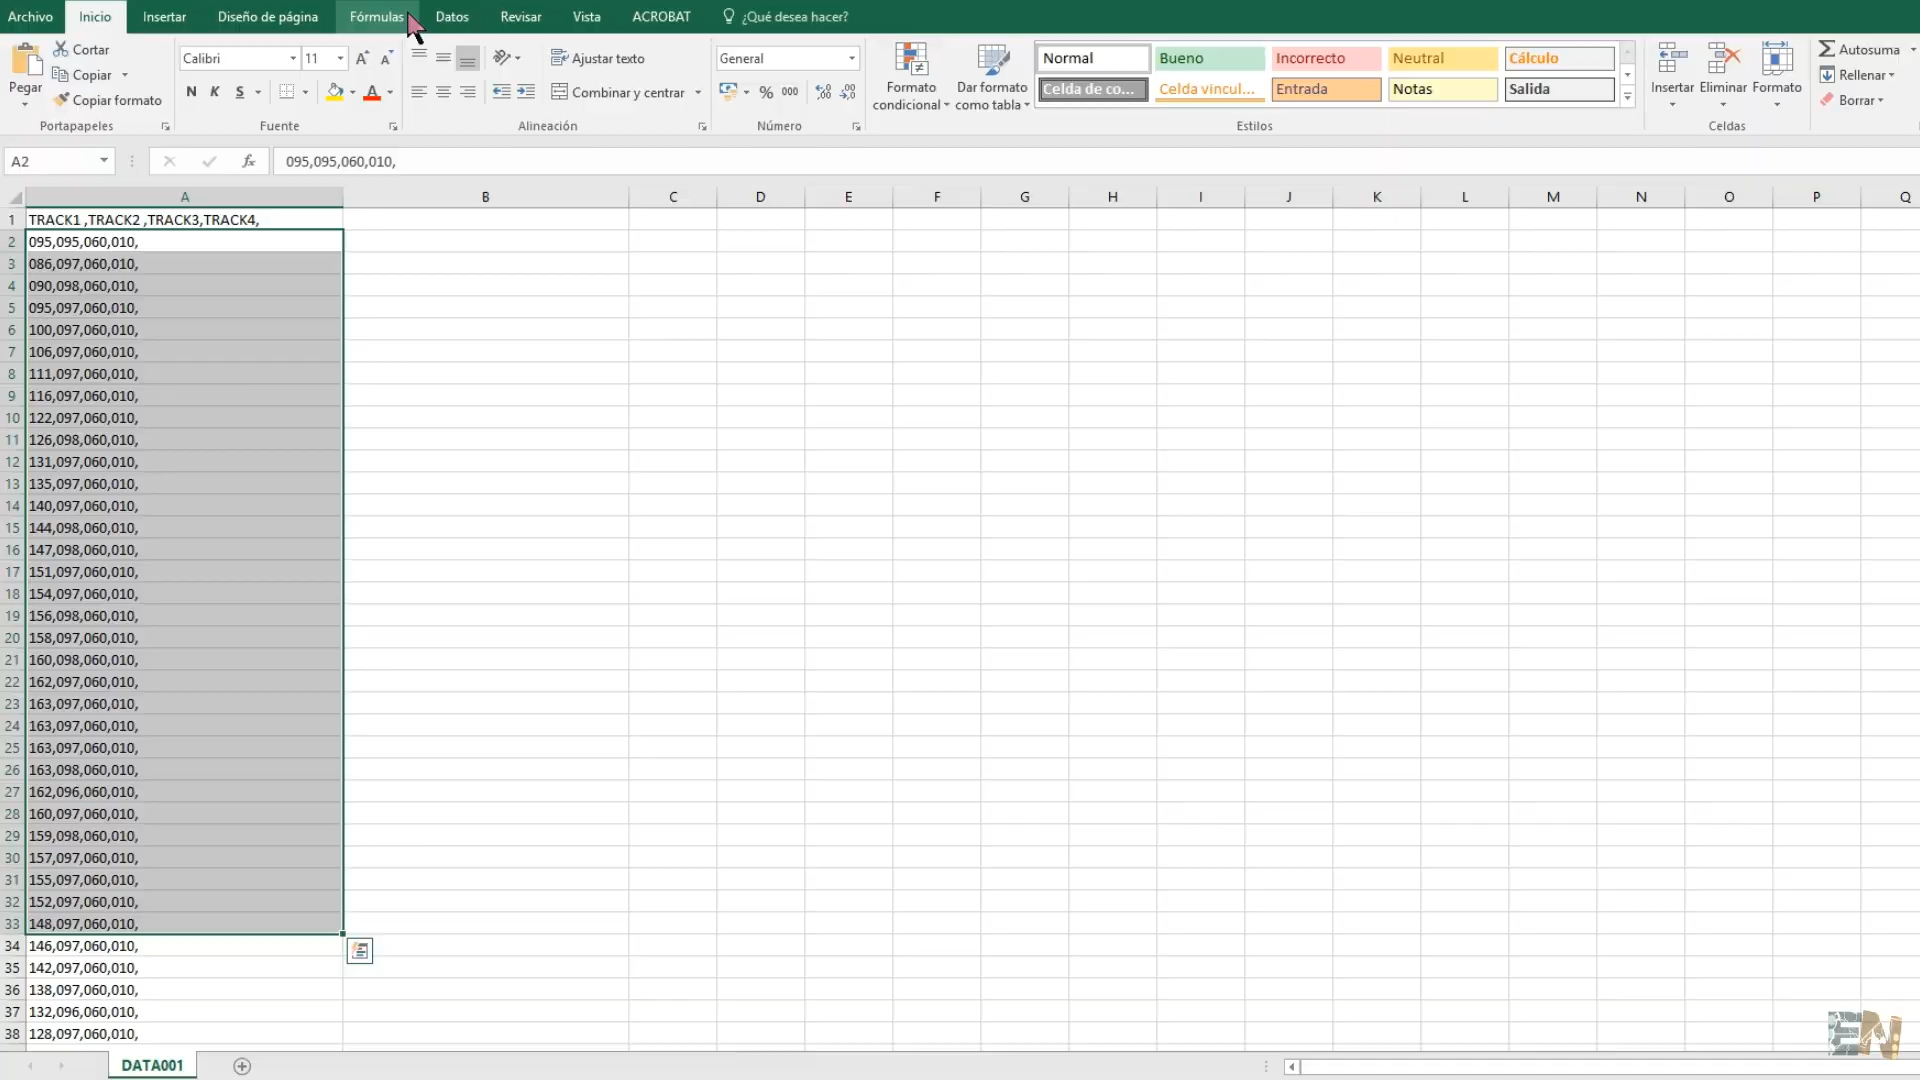 Archivo Inicio Insertar Diseño de página Fórmulas Datos Revisar Vista ACROBAT ¿Qué desea hacer?
Pegar
Cortar
Copiar
Copiar formato
Portapapeles
Calibri 11
N K S
Fuente
Ajustar texto
Combinar y centrar
Alineación
General
% 000
Número
Formato condicional
Dar formato como tabla
Normal Bueno Incorrecto Neutral Cálculo
Celda de co... Celda vincul... Entrada Notas Salida
Estilos
Insertar Eliminar Formato
Celdas
Autosuma
Rellenar
Borrar
A2 fx 095,095,060,010,
A B C D E F G H I J K L M N O P Q
1 TRACK1 ,TRACK2 ,TRACK3,TRACK4,
2 095,095,060,010,
3 086,097,060,010,
4 090,098,060,010,
5 095,097,060,010,
6 100,097,060,010,
7 106,097,060,010,
8 111,097,060,010,
9 116,097,060,010,
10 122,097,060,010,
11 126,098,060,010,
12 131,097,060,010,
13 135,097,060,010,
14 140,097,060,010,
15 144,098,060,010,
16 147,098,060,010,
17 151,097,060,010,
18 154,097,060,010,
19 156,098,060,010,
20 158,097,060,010,
21 160,098,060,010,
22 162,097,060,010,
23 163,097,060,010,
24 163,097,060,010,
25 163,097,060,010,
26 163,098,060,010,
27 162,096,060,010,
28 160,097,060,010,
29 159,098,060,010,
30 157,097,060,010,
31 155,097,060,010,
32 152,097,060,010,
33 148,097,060,010,
34 146,097,060,010,
35 142,097,060,010,
36 138,097,060,010,
37 132,096,060,010,
38 128,097,060,010,
DATA001
EN